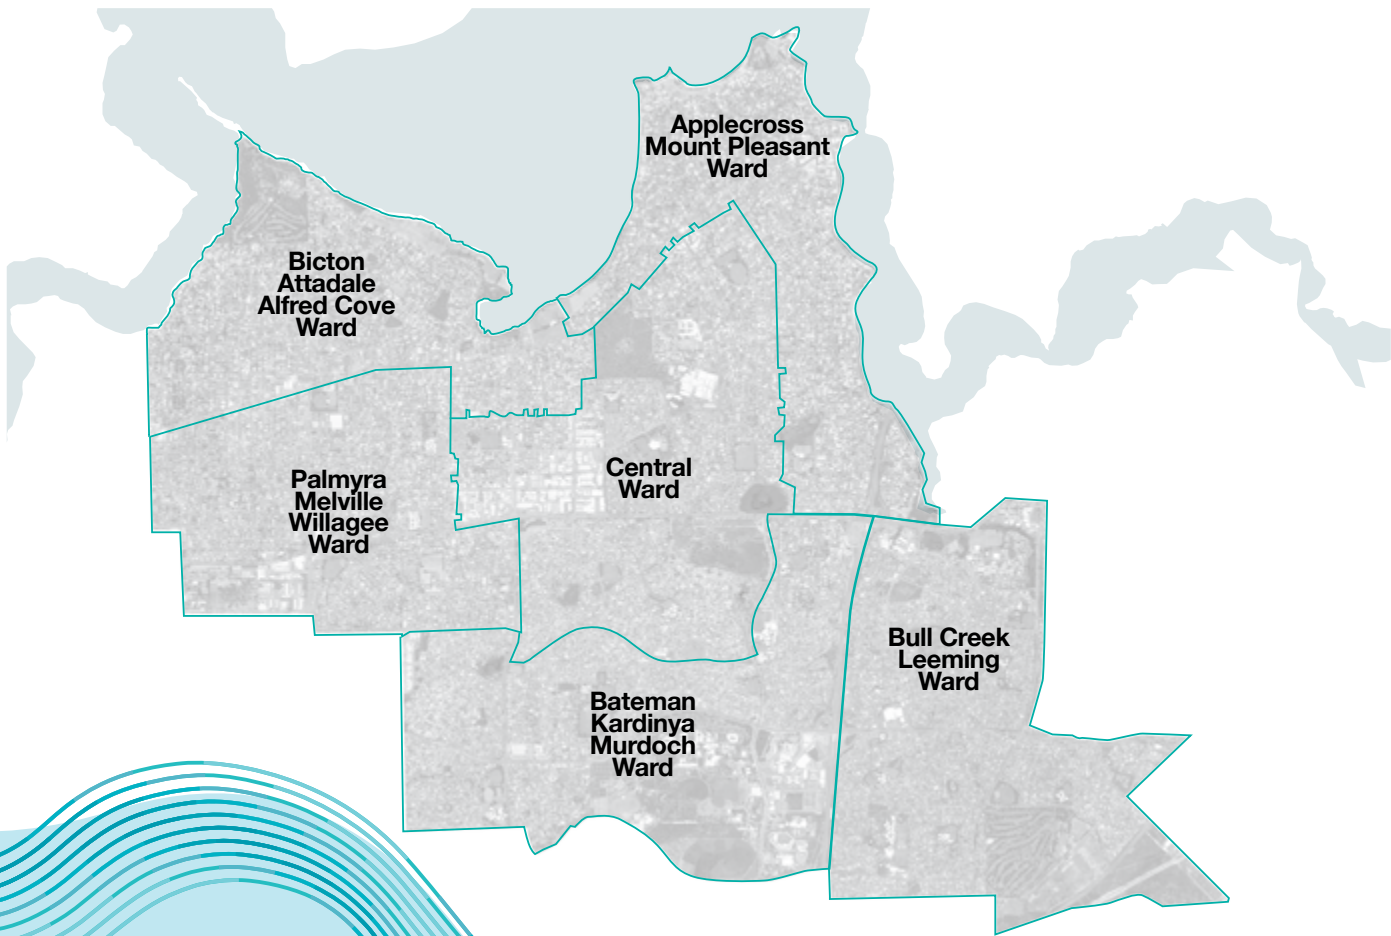 Applecross
Mount Pleasant
Ward
Bicton
Attadale
Alfred Cove
Ward
Palmyra
Melville
Willagee
Ward
Central
Ward
Bull Creek
Leeming
Ward
Bateman
Kardinya
Murdoch
Ward